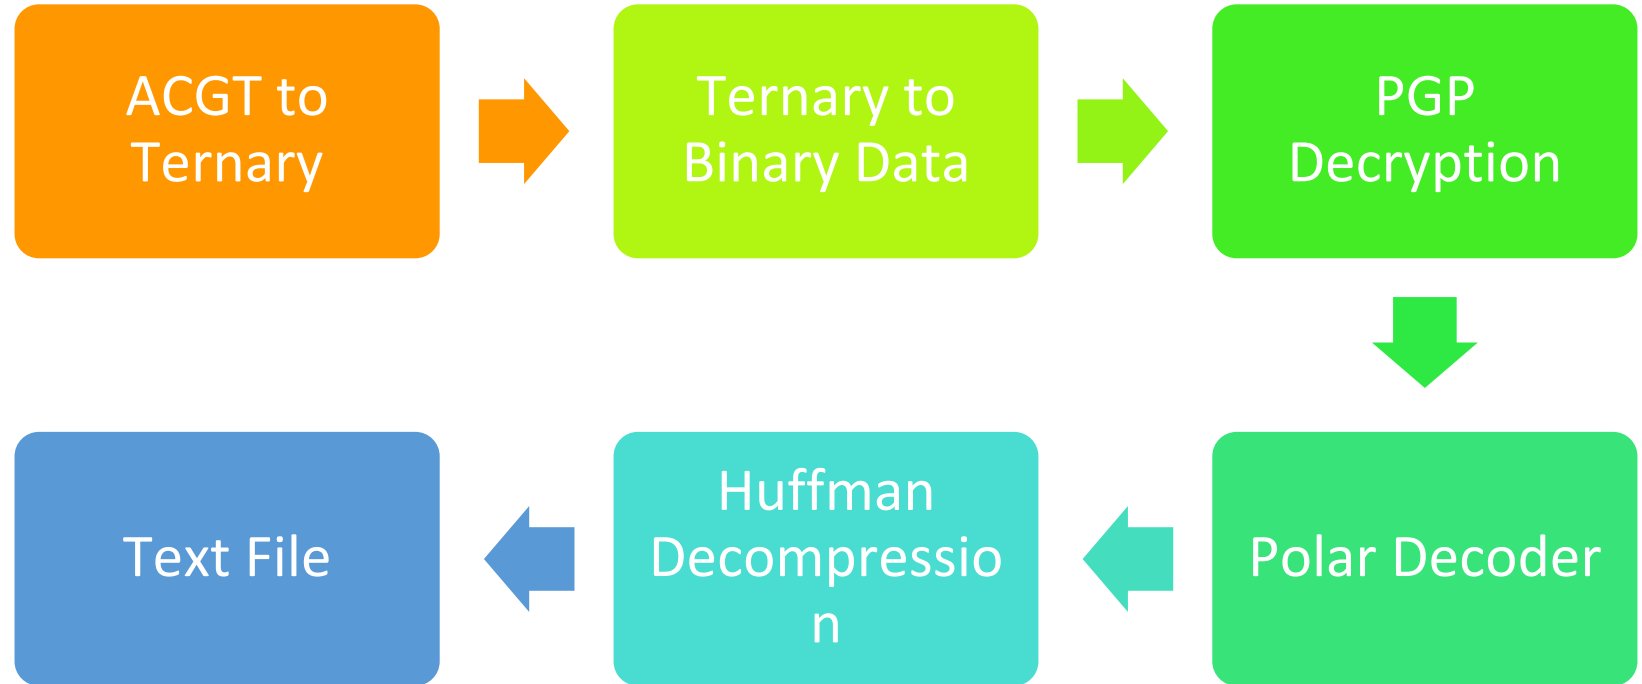 ACGT to
Ternary
Ternary to
Binary Data
PGP
Decryption
Polar Decoder
Huffman
Decompressio
n
Text File